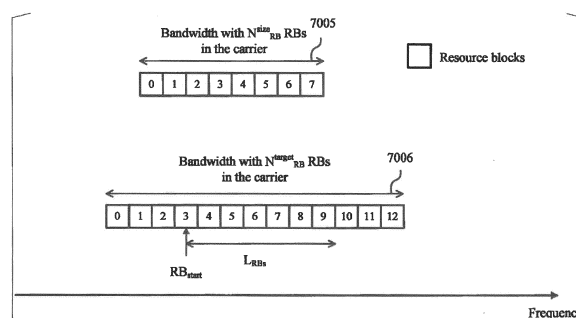 7005
Bandwidth with N^size_RB RBs
in the carrier
Resource blocks
0 1 2 3 4 5 6 7
7006
Bandwidth with N^target_RB RBs
in the carrier
0 1 2 3 4 5 6 7 8 9 10 11 12
L_RBs
RB_start
Frequenc